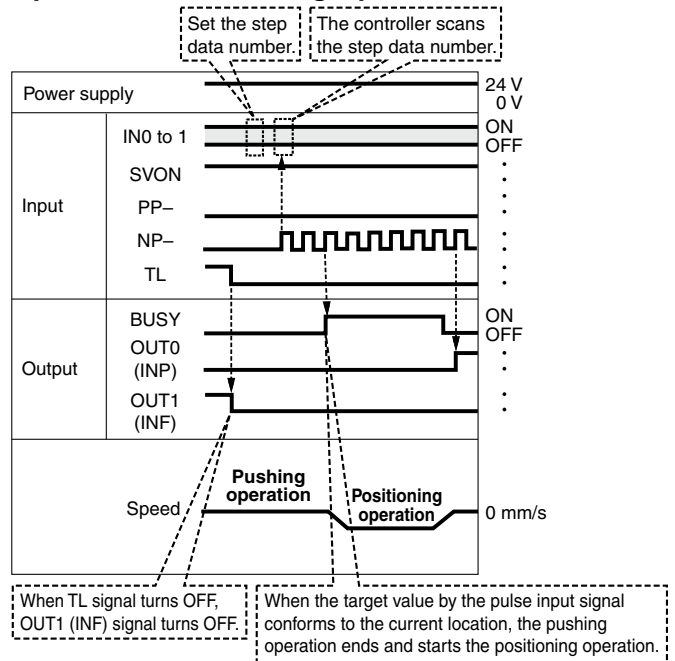 Set the step
data number.
The controller scans
the step data number.
Power supply
24 V
0 V
Input
IN0 to 1
ON
OFF
SVON
PP–
NP–
TL
Output
BUSY
ON
OFF
OUT0
(INP)
OUT1
(INF)
Speed
Pushing
operation
Positioning
operation
0 mm/s
When TL signal turns OFF,
OUT1 (INF) signal turns OFF.
When the target value by the pulse input signal
conforms to the current location, the pushing
operation ends and starts the positioning operation.